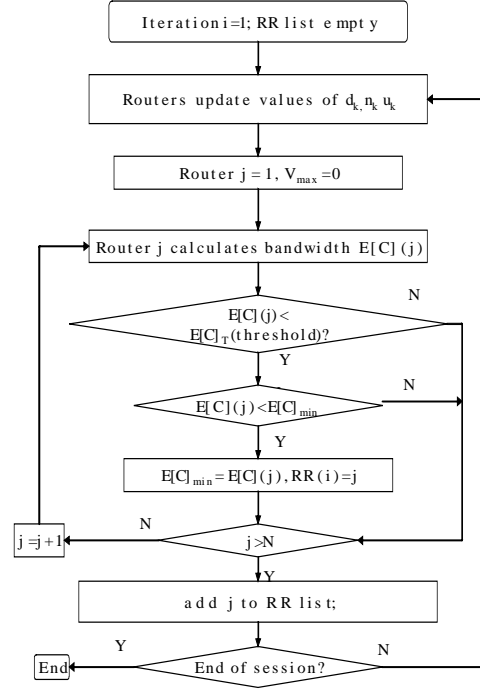 Iteration i=1; RR list empty
Routers update values of dk, nk uk
Router j = 1, Vmax =0
Router j calculates bandwidth E[C] (j)
N
E[C] (j) <
E[C]T (threshold)?
Y
N
E[C] (j) <E[C]min
Y
E[C]min = E[C] (j), RR(i)=j
N
j=j+1
j>N
Y
add j to RR list;
Y
N
End
End of session?